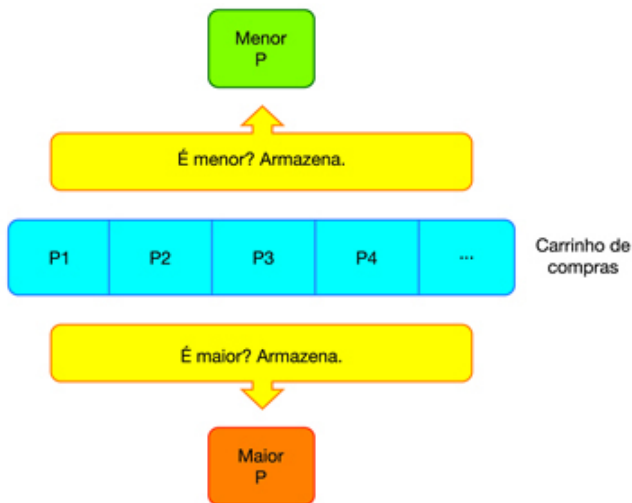 Menor
P
É menor? Armazena.
P1
P2
P3
P4
...
Carrinho de
compras
É maior? Armazena.
Maior
P